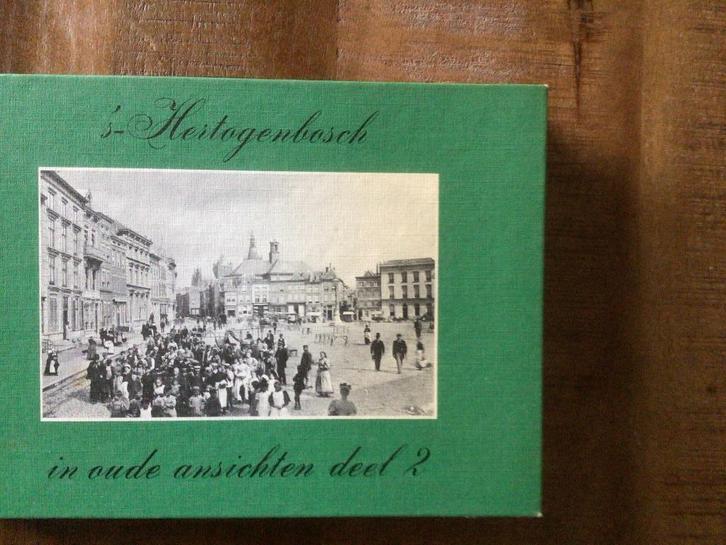 's-Hertogenbosch
in oude ansichten deel 2